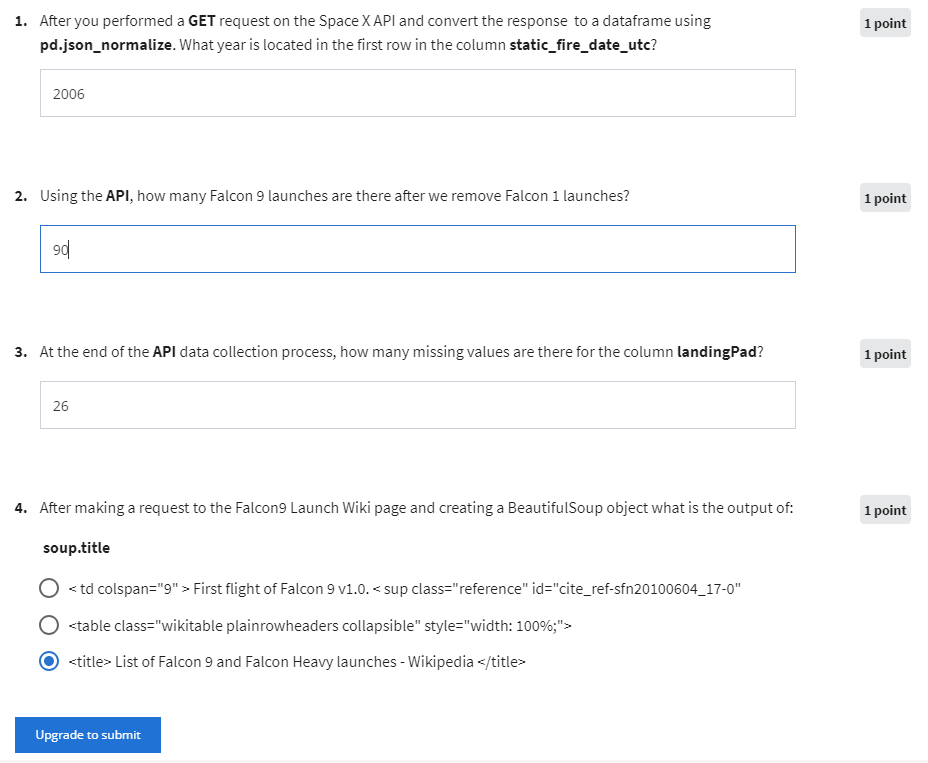 1. After you performed a GET request on the Space X API and convert the response to a dataframe using
1 point
pd.json_normalize. What year is located in the first row in the column static_fire_date_utc?
2006
2. Using the API, how many Falcon 9 launches are there after we remove Falcon 1 launches?
1 point
90
3. At the end of the API data collection process, how many missing values are there for the column landingPad?
1 point
26
4. After making a request to the Falcon9 Launch Wiki page and creating a BeautifulSoup object what is the output of:
1 point
soup.title
< td colspan="9" > First flight of Falcon 9 v1.0. < sup class="reference" id="cite_ref-sfn20100604_17-0"
<table class="wikitable plainrowheaders collapsible" style="width: 100%;">
<title> List of Falcon 9 and Falcon Heavy launches - Wikipedia </title>
Upgrade to submit